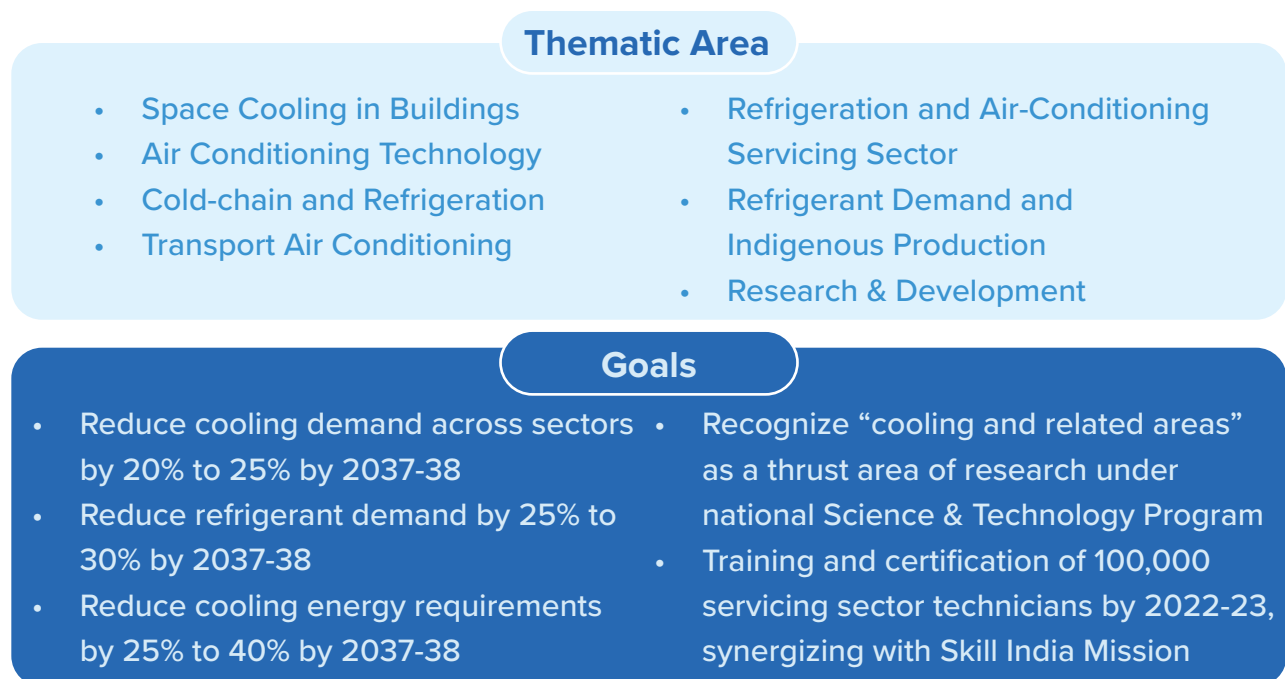 Thematic Area
• Space Cooling in Buildings
• Air Conditioning Technology
• Cold-chain and Refrigeration
• Transport Air Conditioning
• Refrigeration and Air-Conditioning
Servicing Sector
• Refrigerant Demand and
Indigenous Production
• Research & Development
Goals
• Reduce cooling demand across sectors
by 20% to 25% by 2037-38
• Reduce refrigerant demand by 25% to
30% by 2037-38
• Reduce cooling energy requirements
by 25% to 40% by 2037-38
• Recognize “cooling and related areas”
as a thrust area of research under
national Science & Technology Program
• Training and certification of 100,000
servicing sector technicians by 2022-23,
synergizing with Skill India Mission